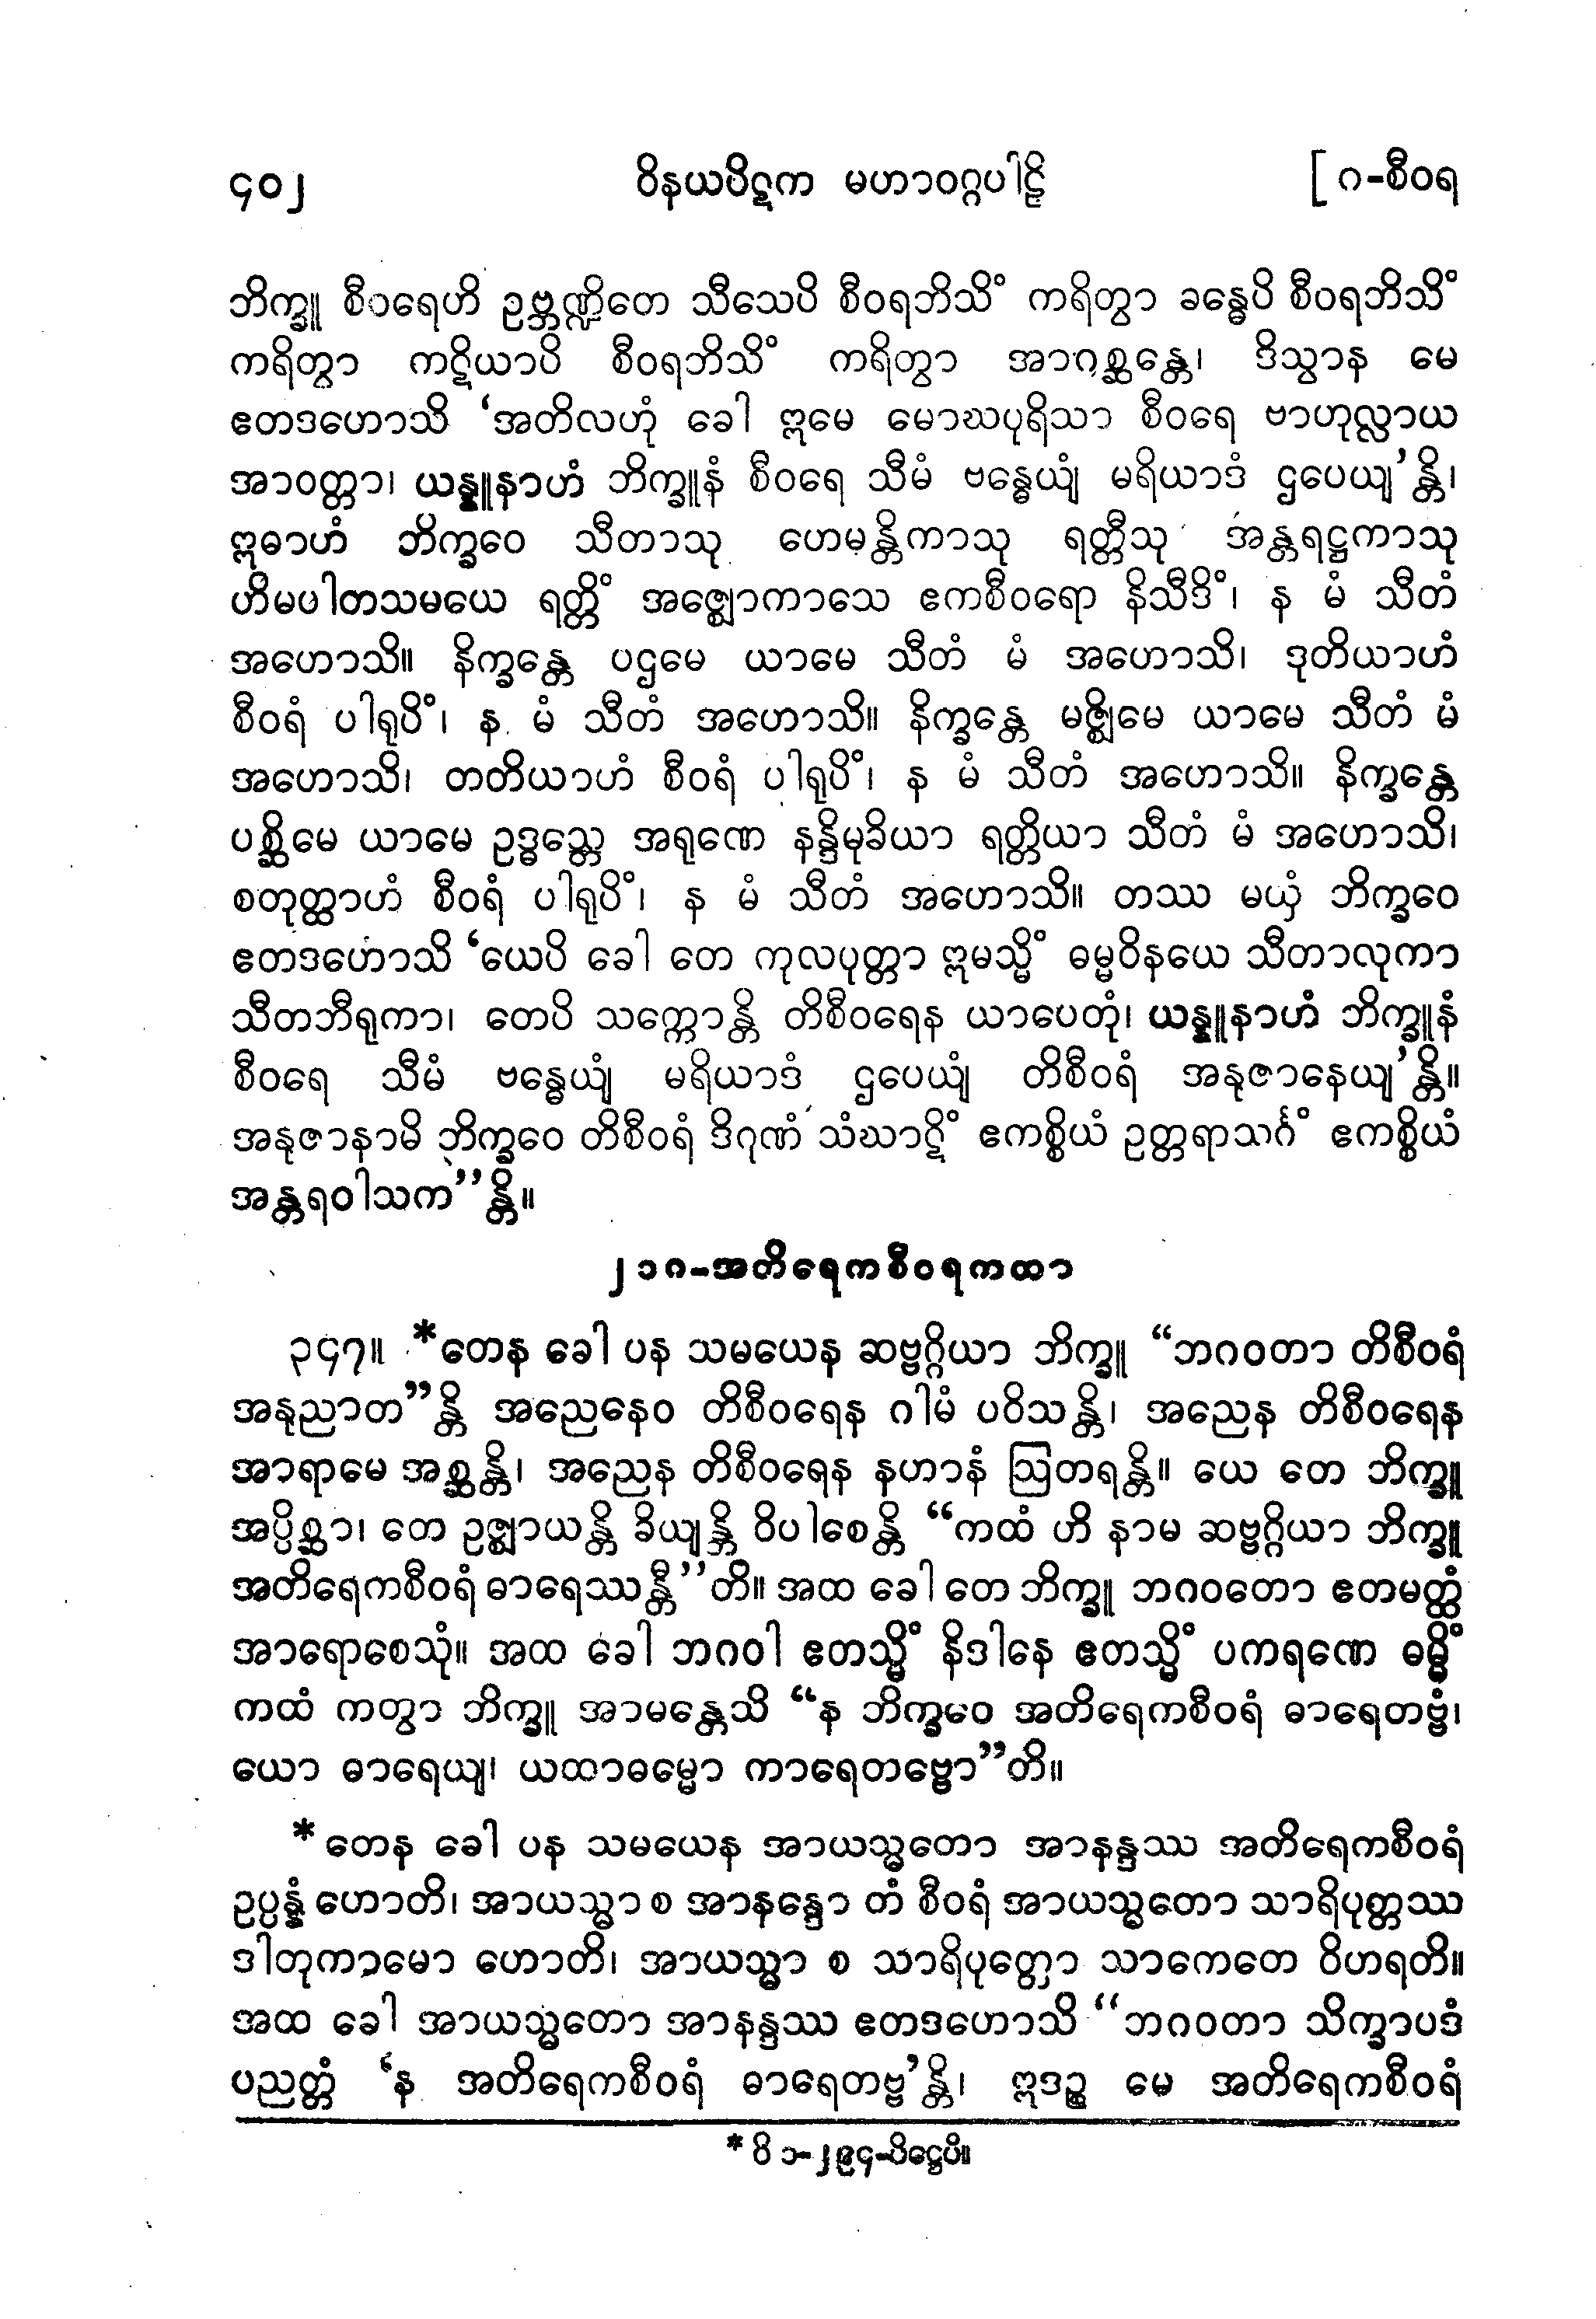 ၄၀၂ ဝိနယပိဋက မဟာဝဂ္ဂပါဠိ [ ဂ-စီဝရ
ဘိက္ခူ စီဝရေဟိ ဥဗ္ဘဏ္ဍိတေ သီသေပိ စီဝရဘိသိံ ကရိတွာ ခန္ဓေပိ စီဝရဘိသိံ
ကရိတွာ ကဋိယာပိ စီဝရဘိသိံ ကရိတွာ အာဂစ္ဆန္တေ၊ ဒိသွာန မေ
ဧတဒဟောသိ ‘အတိလဟုံ ခေါ ဣမေ မောဃပုရိသာ စီဝရေ ဗာဟုလ္လာယ
အာဝတ္တာ၊ ယန္နူနာဟံ ဘိက္ခူနံ စီဝရေ သီမံ ဗန္ဓေယျံ မရိယာဒံ ဌပေယျ’န္တိ၊
ဣဓာဟံ ဘိက္ခဝေ သီတာသု ဟေမန္တိကာသု ရတ္တီသု အန္တရဋ္ဌကာသု
ဟိမပါတသမယေ ရတ္တိံ အဇ္ဈောကာသေ ဧကစီဝရော နိသီဒိံ၊ န မံ သီတံ
အဟောသိ။ နိက္ခန္တေ ပဌမေ ယာမေ သီတံ မံ အဟောသိ၊ ဒုတိယာဟံ
စီဝရံ ပါရုပိံ၊ န မံ သီတံ အဟောသိ။ နိက္ခန္တေ မဇ္ဈိမေ ယာမေ သီတံ မံ
အဟောသိ၊ တတိယာဟံ စီဝရံ ပါရုပိံ၊ န မံ သီတံ အဟောသိ။ နိက္ခန္တေ
ပစ္ဆိမေ ယာမေ ဥဒ္ဓသ္တေ အရုဏေ နန္ဒိမုခိယာ ရတ္တိယာ သီတံ မံ အဟောသိ၊
စတုတ္ထာဟံ စီဝရံ ပါရုပိံ၊ န မံ သီတံ အဟောသိ။ တဿ မယှံ ဘိက္ခဝေ
ဧတဒဟောသိ ‘ယေပိ ခေါ တေ ကုလပုတ္တာ ဣမသ္မိံ ဓမ္မဝိနယေ သီတာလုကာ
သီတဘီရုကာ၊ တေပိ သက္ကောန္တိ တိစီဝရေန ယာပေတုံ၊ ယန္နူနာဟံ ဘိက္ခူနံ
စီဝရေ သီမံ ဗန္ဓေယျံ မရိယာဒံ ဌပေယျံ တိစီဝရံ အနုဇာနေယျ’န္တိ။
အနုဇာနာမိ ဘိက္ခဝေ တိစီဝရံ ဒိဂုဏံ သံဃာဋိံ ဧကစ္စိယံ ဥတ္တရာသင်္ဂံ ဧကစ္စိယံ
အန္တရဝါသက’’န္တိ။
၂၁ဂ-အတိရေကစီဝရကထာ
၃၄၇။ *တေန ခေါ ပန သမယေန ဆဗ္ဗဂ္ဂိယာ ဘိက္ခူ “ဘဂဝတာ တိစီဝရံ
အနုညာတ”န္တိ အညေနေဝ တိစီဝရေန ဂါမံ ပဝိသန္တိ၊ အညေန တိစီဝရေန
အာရာမေ အစ္ဆန္တိ၊ အညေန တိစီဝရေန နဟာနံ ဩတရန္တိ။ ယေ တေ ဘိက္ခူ
အပ္ပိစ္ဆာ၊ တေ ဥဇ္ဈာယန္တိ ခိယျန္တိ ဝိပါစေန္တိ “ကထံ ဟိ နာမ ဆဗ္ဗဂ္ဂိယာ ဘိက္ခူ
အတိရေကစီဝရံ ဓာရေဿန္တီ’’တိ။ အထ ခေါ တေ ဘိက္ခူ ဘဂဝတော ဧတမတ္ထံ
အာရောစေသုံ။ အထ ခေါ ဘဂဝါ ဧတသ္မိံ နိဒါနေ ဧတသ္မိံ ပကရဏေ ဓမ္မိံ
ကထံ ကတွာ ဘိက္ခူ အာမန္တေသိ “န ဘိက္ခဝေ အတိရေကစီဝရံ ဓာရေတဗ္ဗံ၊
ယော ဓာရေယျ၊ ယထာဓမ္မော ကာရေတဗ္ဗော”တိ။
*တေန ခေါ ပန သမယေန အာယသ္မတော အာနန္ဒဿ အတိရေကစီဝရံ
ဥပ္ပန္နံ ဟောတိ၊ အာယသ္မာ စ အာနန္ဒော တံ စီဝရံ အာယသ္မတော သာရိပုတ္တဿ
ဒါတုကာမော ဟောတိ၊ အာယသ္မာ စ သာရိပုတ္တော သာကေတေ ဝိဟရတိ။
အထ ခေါ အာယသ္မတော အာနန္ဒဿ ဧတဒဟောသိ “ဘဂဝတာ သိက္ခာပဒံ
ပညတ္တံ ‘န အတိရေကစီဝရံ ဓာရေတဗ္ဗ’န္တိ၊ ဣဒဉ္စ မေ အတိရေကစီဝရံ
* ဝိ ၁-၂၉၄-ပိဋ္ဌေပိ။